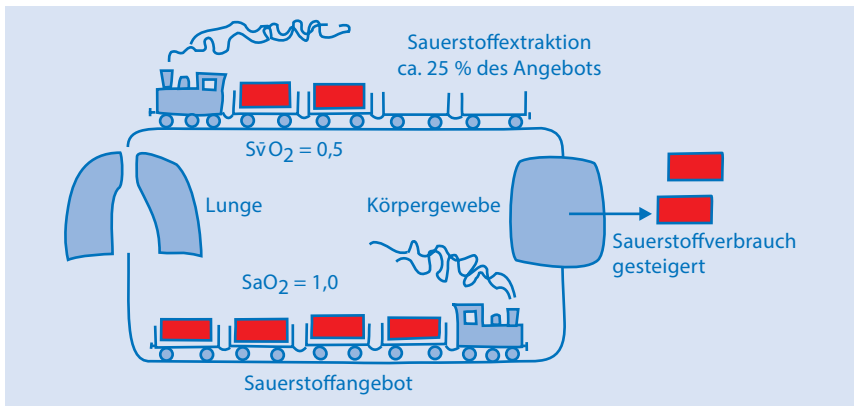 Sauerstoffextraktion
ca. 25 % des Angebots
Sv̄O₂ = 0,5
Lunge
Körpergewebe
Sauerstoffverbrauch
gesteigert
SaO₂ = 1,0
Sauerstoffangebot